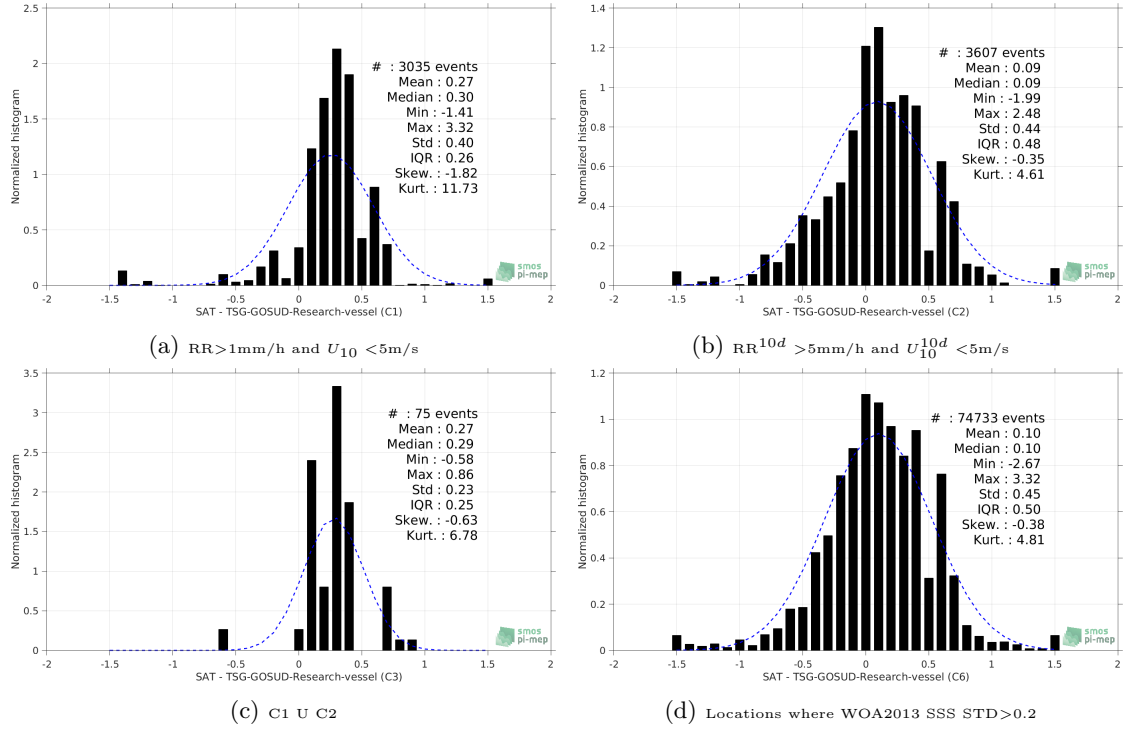 2.5
2
1.5
1
0.5
0
Normalized histogram
# : 3035 events
Mean : 0.27
Median : 0.30
Min : -1.41
Max : 3.32
Std : 0.40
IQR : 0.26
Skew. : -1.82
Kurt. : 11.73
smos
pi-mep
-2 -1.5 -1 -0.5 0 0.5 1 1.5 2
SAT - TSG-GOSUD-Research-vessel (C1)
(a) RR>1mm/h and U10 <5m/s
1.4
1.2
1
0.8
0.6
0.4
0.2
0
Normalized histogram
# : 3607 events
Mean : 0.09
Median : 0.09
Min : -1.99
Max : 2.48
Std : 0.44
IQR : 0.48
Skew. : -0.35
Kurt. : 4.61
smos
pi-mep
-2 -1.5 -1 -0.5 0 0.5 1 1.5 2
SAT - TSG-GOSUD-Research-vessel (C2)
(b) RR^10d >5mm/h and U10^10d <5m/s
3.5
3
2.5
2
1.5
1
0.5
0
Normalized histogram
# : 75 events
Mean : 0.27
Median : 0.29
Min : -0.58
Max : 0.86
Std : 0.23
IQR : 0.25
Skew. : -0.63
Kurt. : 6.78
smos
pi-mep
-2 -1.5 -1 -0.5 0 0.5 1 1.5 2
SAT - TSG-GOSUD-Research-vessel (C3)
(c) C1 U C2
1.2
1
0.8
0.6
0.4
0.2
0
Normalized histogram
# : 74733 events
Mean : 0.10
Median : 0.10
Min : -2.67
Max : 3.32
Std : 0.45
IQR : 0.50
Skew. : -0.38
Kurt. : 4.81
smos
pi-mep
-2 -1.5 -1 -0.5 0 0.5 1 1.5 2
SAT - TSG-GOSUD-Research-vessel (C6)
(d) Locations where WOA2013 SSS STD>0.2